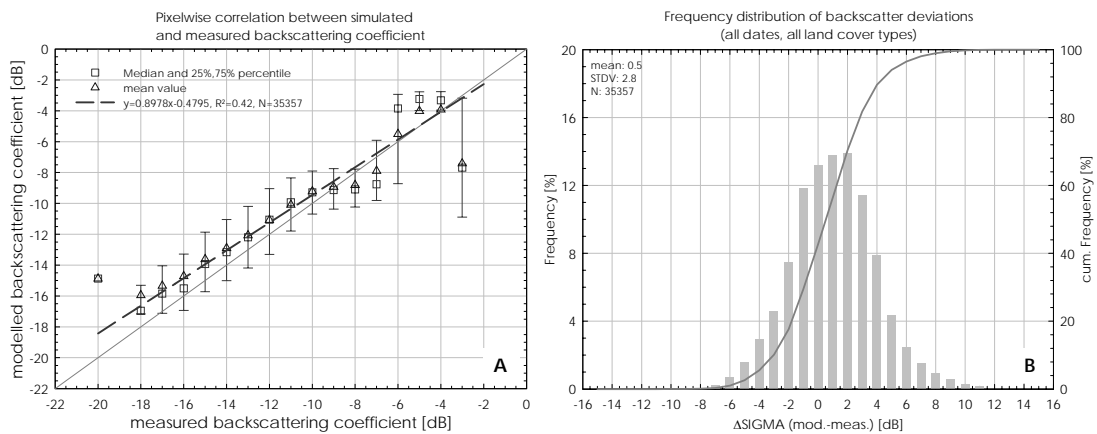 Pixelwise correlation between simulated
and measured backscattering coefficient
modelled backscattering coefficient [dB]
0
-2
-4
-6
-8
-10
-12
-14
-16
-18
-20
-22
Median and 25%,75% percentile
mean value
y=0.8978x-0.4795, R²=0.42, N=35357
A
-22 -20 -18 -16 -14 -12 -10 -8 -6 -4 -2 0
measured backscattering coefficient [dB]
Frequency distribution of backscatter deviations
(all dates, all land cover types)
Frequency [%]
20
16
12
8
4
0
mean: 0.5
STDV: 2.8
N: 35357
B
100
80
60
40
20
0
cum. Frequency [%]
-16 -14 -12 -10 -8 -6 -4 -2 0 2 4 6 8 10 12 14 16
ΔSIGMA (mod.-meas.) [dB]